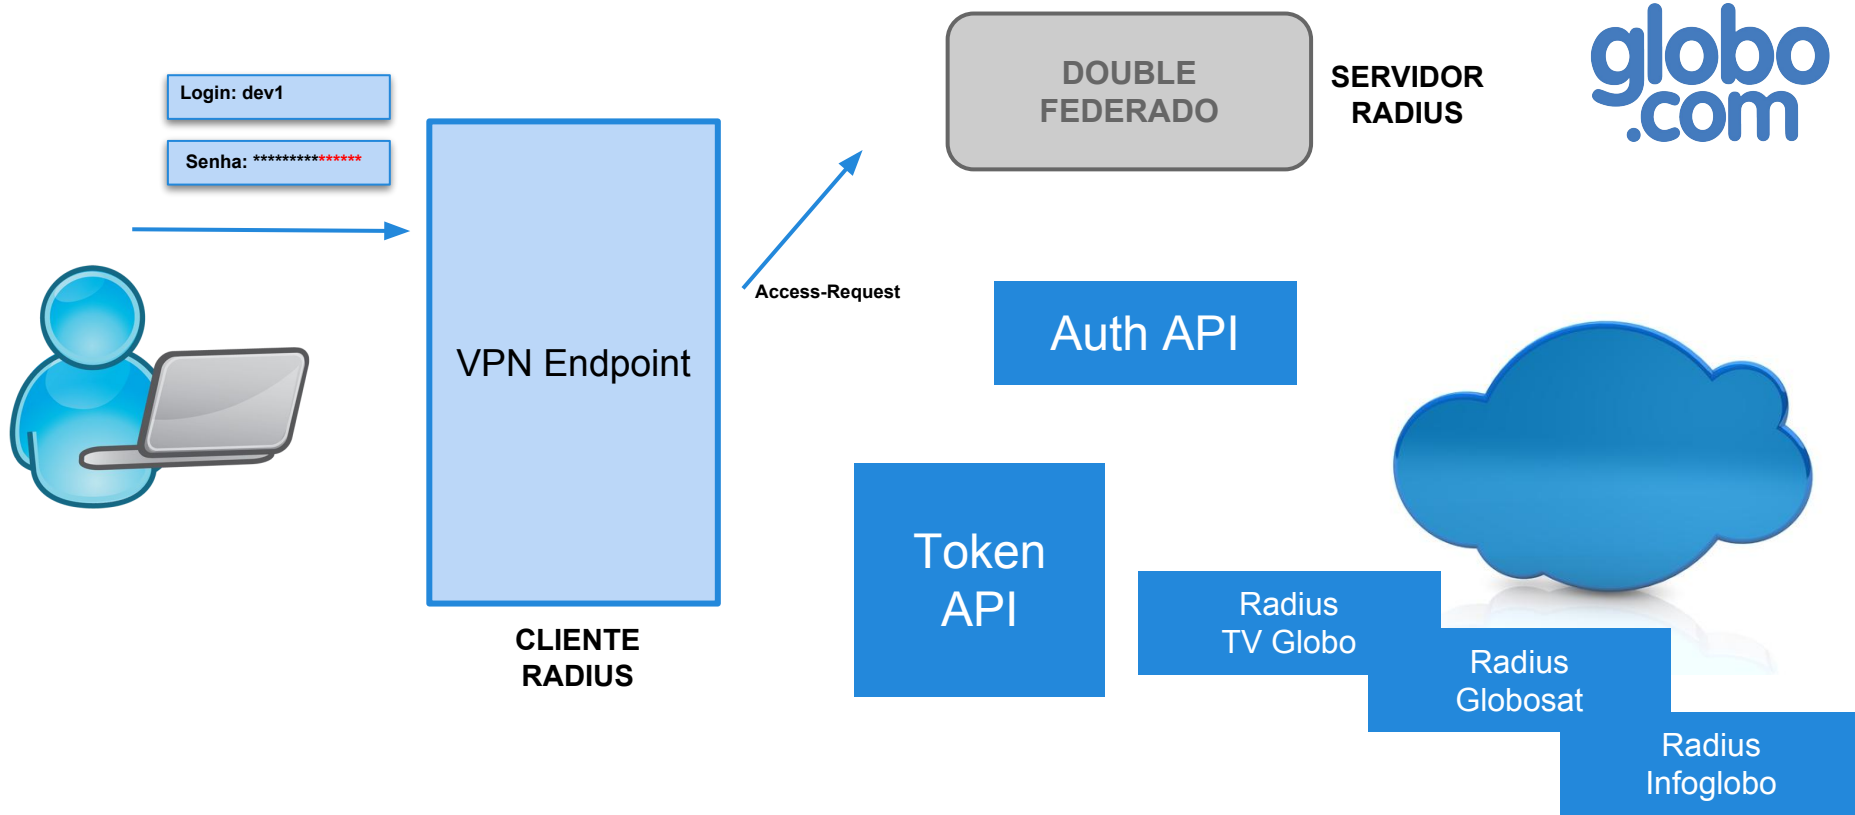 Login: dev1
Senha: ***************
VPN Endpoint
CLIENTE
RADIUS
Access-Request
DOUBLE
FEDERADO
SERVIDOR
RADIUS
globo
.com
Auth API
Token
API
Radius
TV Globo
Radius
Globosat
Radius
Infoglobo